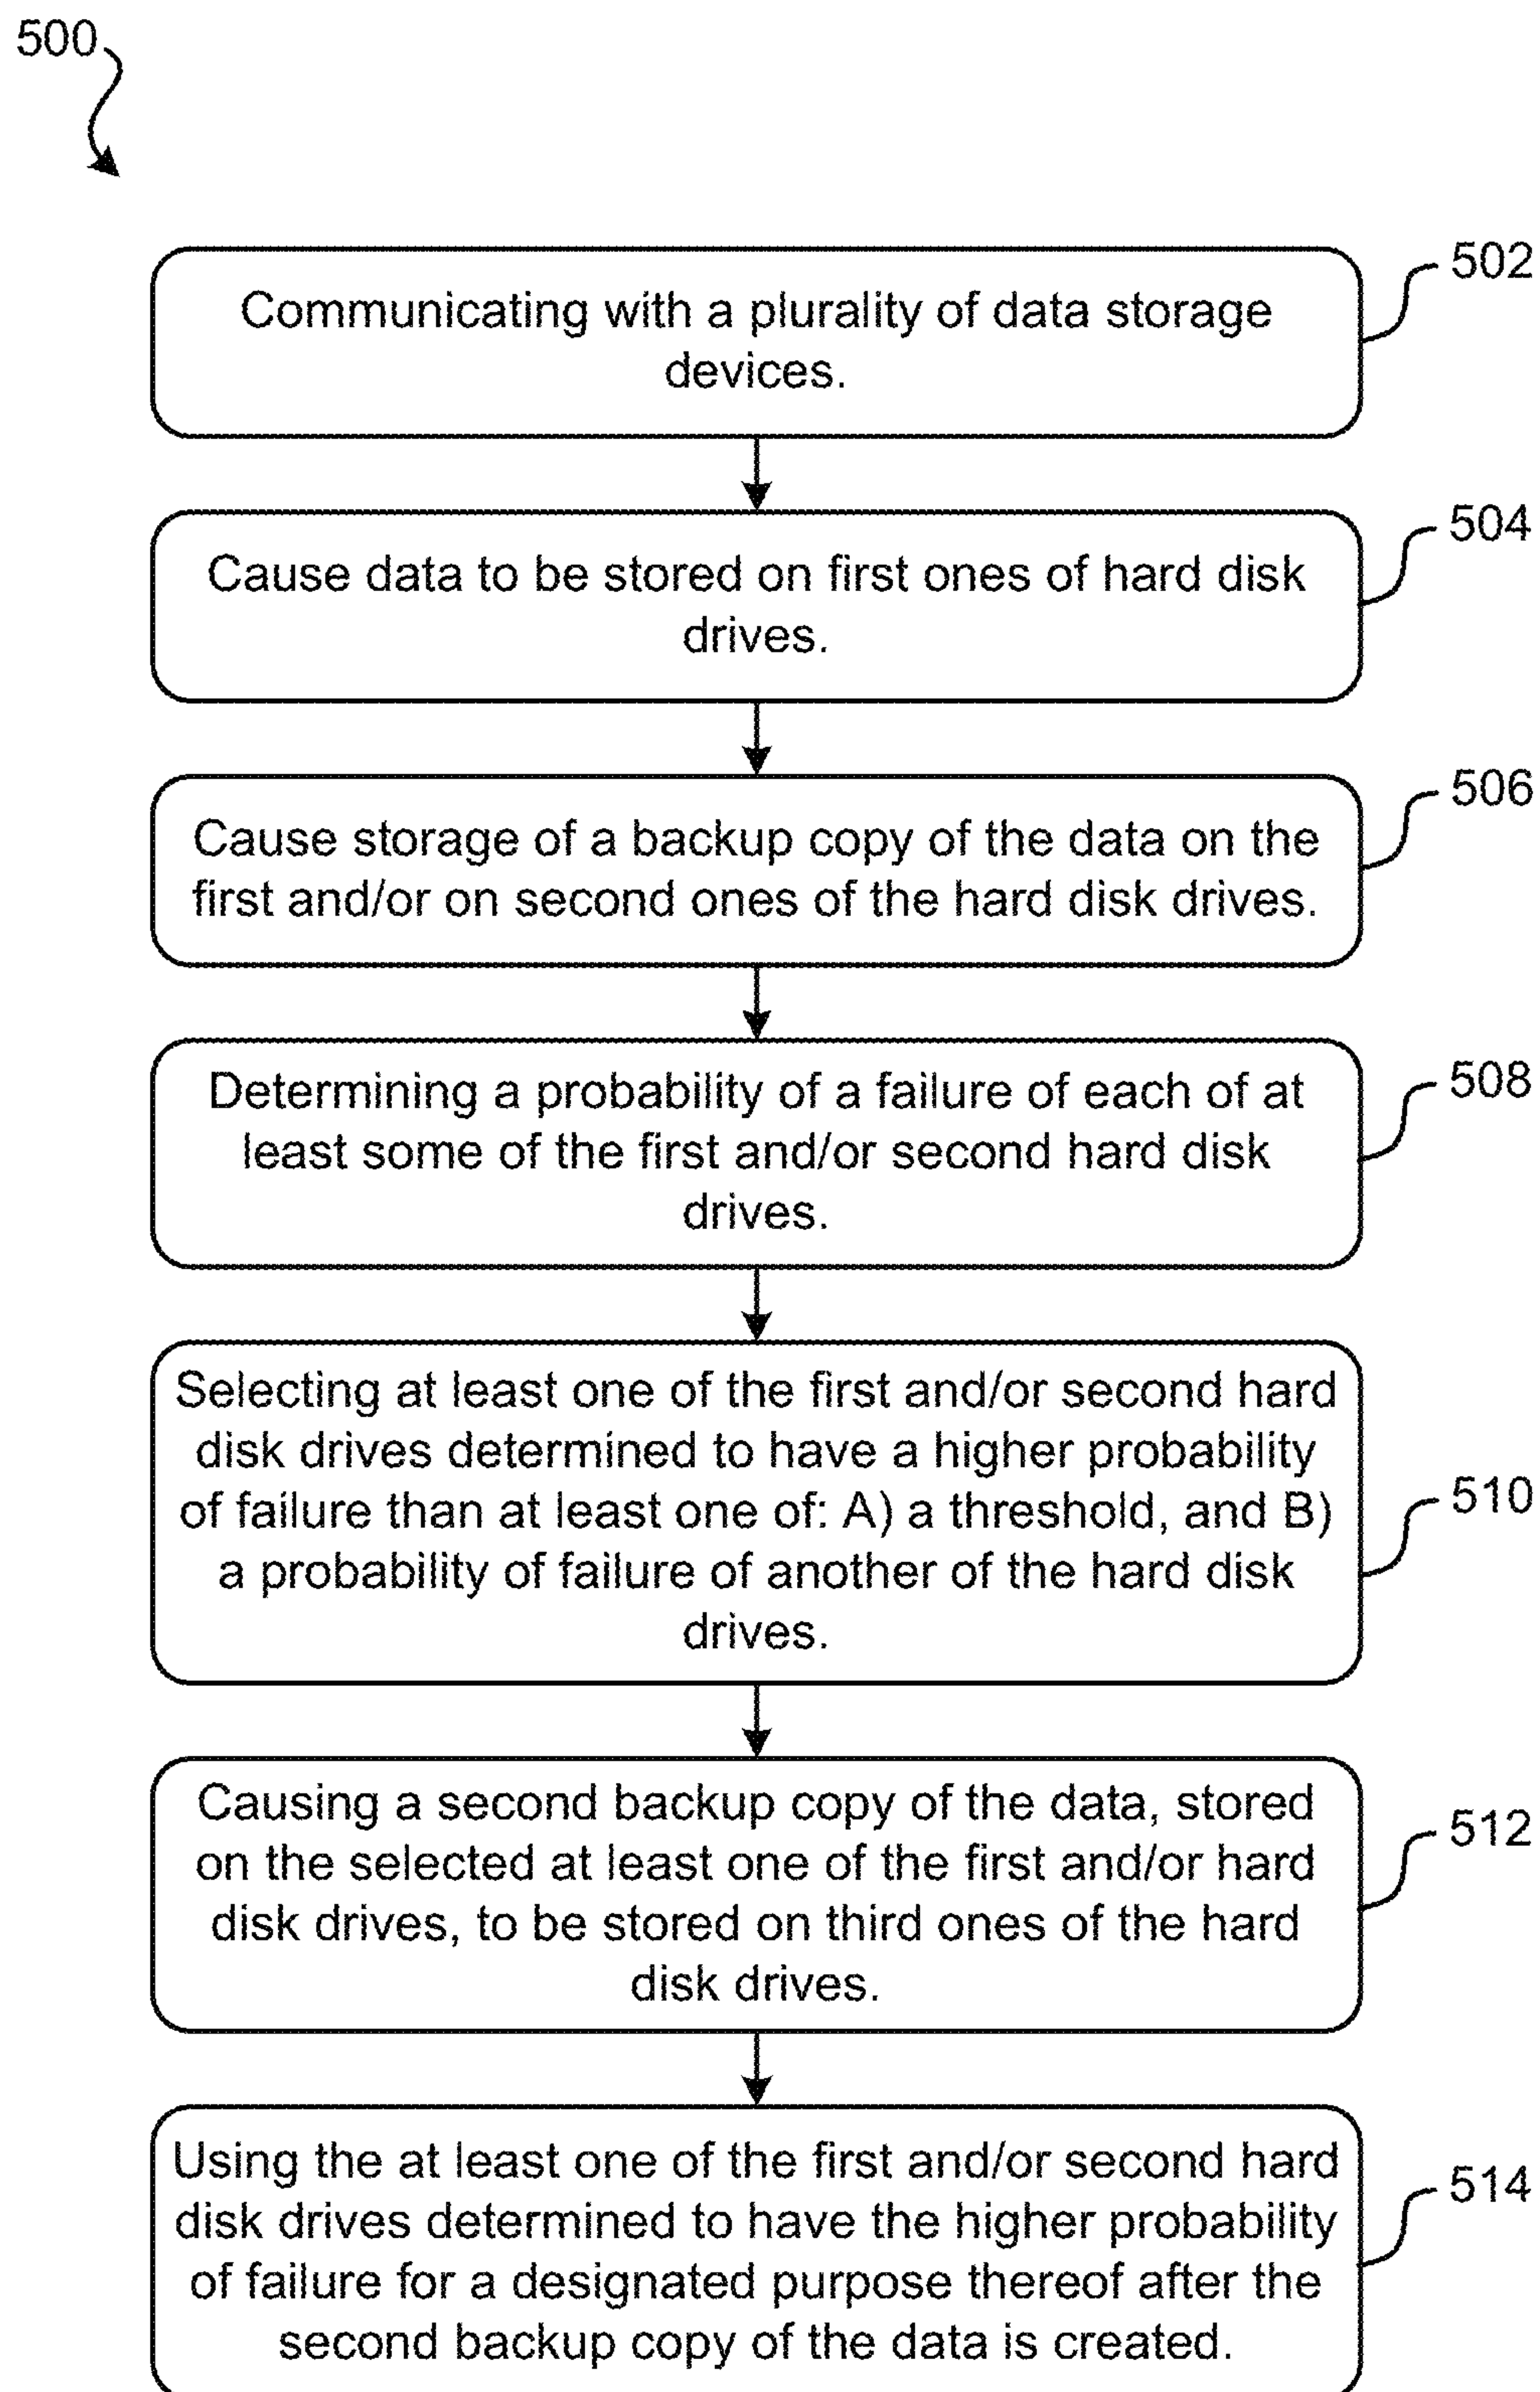 500
502
Communicating with a plurality of data storage
devices.
504
Cause data to be stored on first ones of hard disk
drives.
506
Cause storage of a backup copy of the data on the
first and/or on second ones of the hard disk drives.
508
Determining a probability of a failure of each of at
least some of the first and/or second hard disk
drives.
Selecting at least one of the first and/or second hard
disk drives determined to have a higher probability
510
of failure than at least one of: A) a threshold, and B)
a probability of failure of another of the hard disk
drives.
Causing a second backup copy of the data, stored
512
on the selected at least one of the first and/or hard
disk drives, to be stored on third ones of the hard
disk drives.
Using the at least one of the first and/or second hard
514
disk drives determined to have the higher probability
of failure for a designated purpose thereof after the
second backup copy of the data is created.